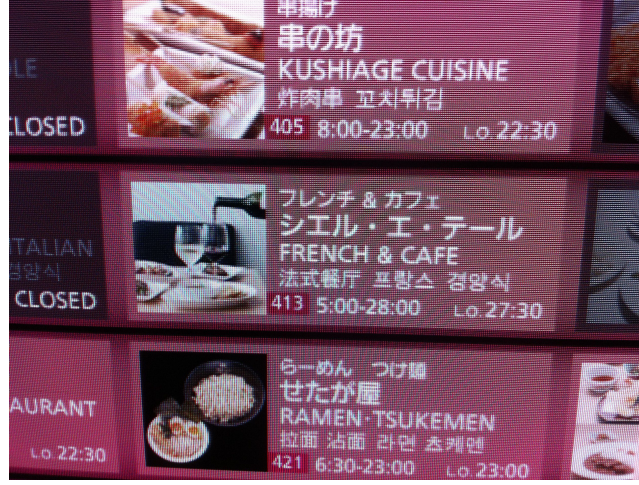 串揚げ
串の坊
KUSHIAGE CUISINE
炸肉串 꼬치튀김
405 8:00-23:00 L.O.22:30
CLOSED
フレンチ & カフェ
シエル・エ・テール
FRENCH & CAFE
法式餐厅 프랑스 경양식
413 5:00-28:00 L.O.27:30
ITALIAN
경양식
CLOSED
らーめん つけ麺
せたが屋
RAMEN・TSUKEMEN
拉面 沾面 라멘 츠케멘
421 6:30-23:00 L.O.23:00
AURANT
L.O.22:30